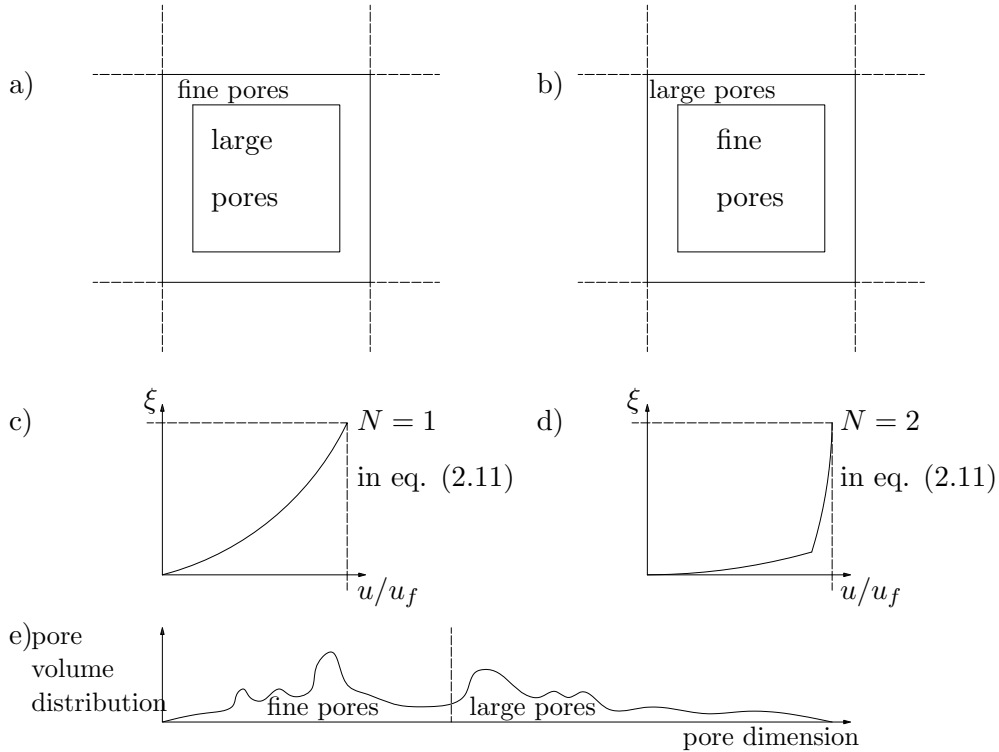 a)
fine pores
large
pores
b)
large pores
fine
pores
c)
ξ
N = 1
in eq. (2.11)
u/u_f
d)
ξ
N = 2
in eq. (2.11)
u/u_f
e)
pore
volume
distribution
fine pores
large pores
pore dimension